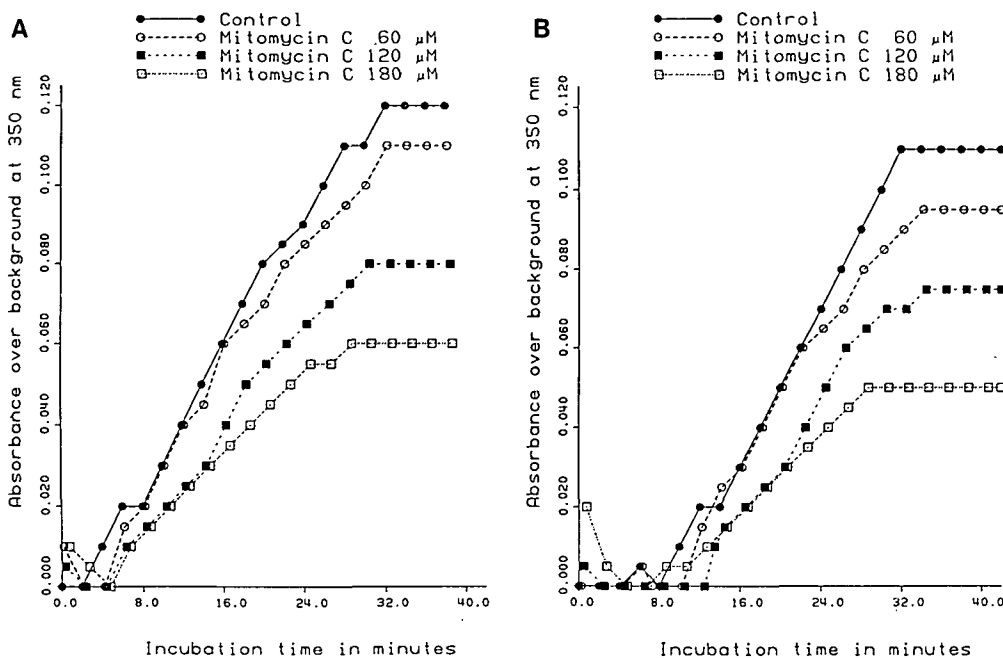 A
Control
Mitomycin C 60 μM
Mitomycin C 120 μM
Mitomycin C 180 μM
Absorbance over background at 350 nm
0.120
0.100
0.080
0.060
0.040
0.020
0.000
0.0 8.0 16.0 24.0 32.0 40.0
Incubation time in minutes
B
Control
Mitomycin C 60 μM
Mitomycin C 120 μM
Mitomycin C 180 μM
Absorbance over background at 350 nm
0.120
0.100
0.080
0.060
0.040
0.020
0.000
0.0 8.0 16.0 24.0 32.0 40.0
Incubation time in minutes